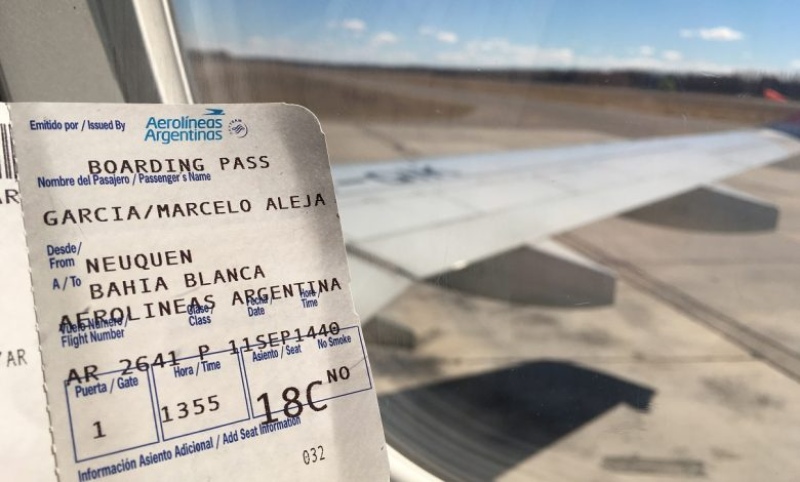 Emitido por / Issued By
Aerolíneas
Argentinas
BOARDING PASS
Nombre del Pasajero / Passenger's Name
GARCIA/MARCELO ALEJA
Desde/
From
NEUQUEN
A/To
BAHIA BLANCA
AEROLINEAS ARGENTINA
Vuelo Número/
Flight Number
Clase/
Class
Fecha/
Date
Hora/
Time
AR 2641 P 11SEP1440
Puerta / Gate
Hora / Time
Asiento / Seat
No Smoke
1
1355
18C
NO
Información Asiento Adicional / Add Seat Information
032
/AR